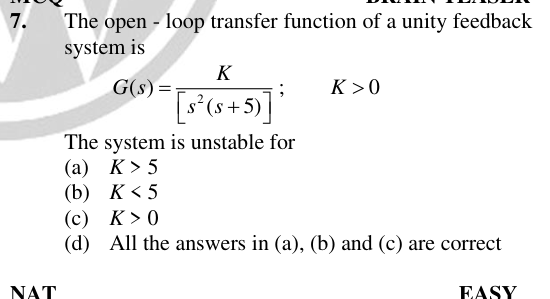 MCQ BRAIN TEASER
7. The open - loop transfer function of a unity feedback
system is
G(s) = K / [s²(s + 5)] ; K > 0
The system is unstable for
(a) K > 5
(b) K < 5
(c) K > 0
(d) All the answers in (a), (b) and (c) are correct
NAT EASY